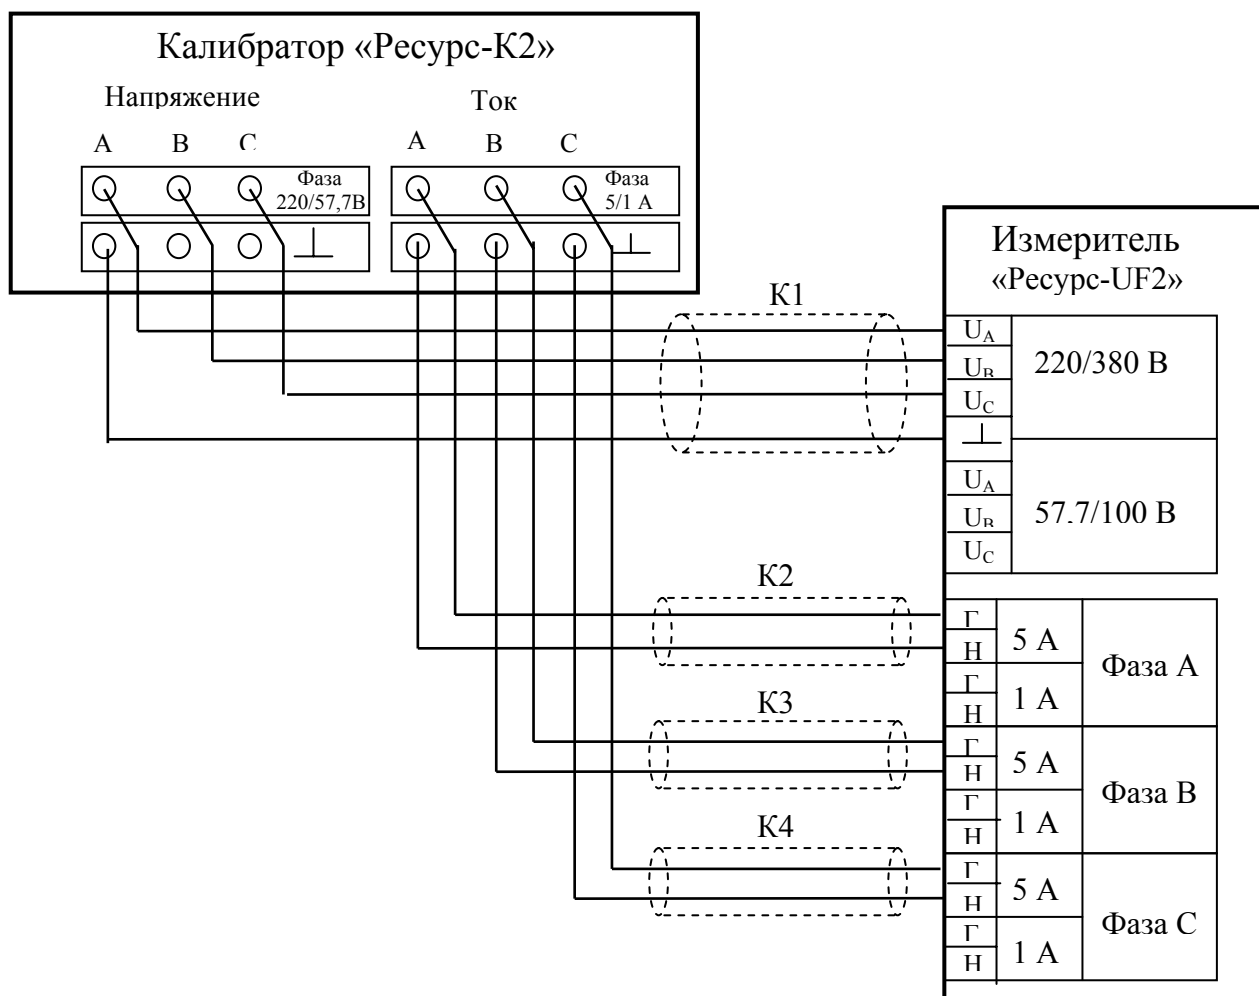 Калибратор «Ресурс-К2»
Напряжение
Ток
А В С
А В С
Фаза
220/57,7В
Фаза
5/1 А
Измеритель
«Ресурс-UF2»
К1
UA
UB
UC
220/380 В
UA
UB
UC
57,7/100 В
К2
Г
Н
5 А
Г
Н
1 А
Фаза А
К3
Г
Н
5 А
Г
Н
1 А
Фаза В
К4
Г
Н
5 А
Г
Н
1 А
Фаза С